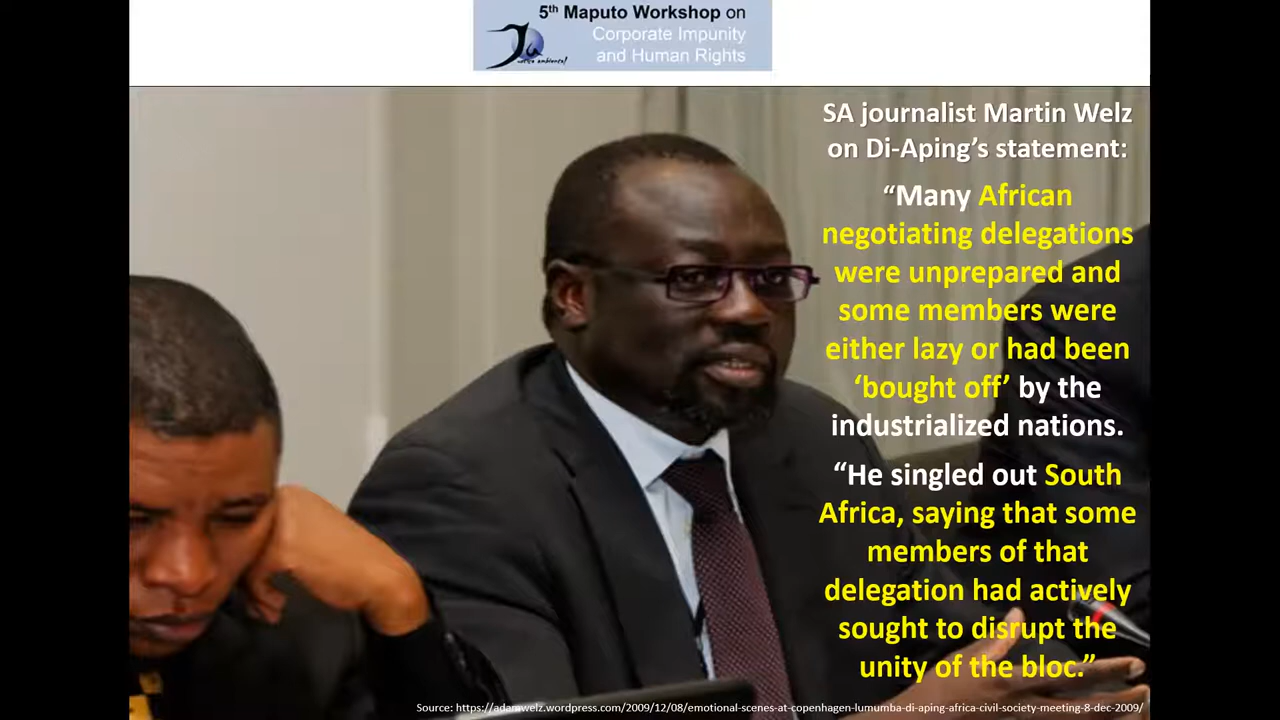 5th Maputo Workshop on
Corporate Impunity
and Human Rights
SA journalist Martin Welz
on Di-Aping’s statement:
“Many African
negotiating delegations
were unprepared and
some members were
either lazy or had been
‘bought off’ by the
industrialized nations.
“He singled out South
Africa, saying that some
members of that
delegation had actively
sought to disrupt the
unity of the bloc.”
Source: https://adamwelz.wordpress.com/2009/12/08/emotional-scenes-at-copenhagen-lumumba-di-aping-africa-civil-society-meeting-8-dec-2009/